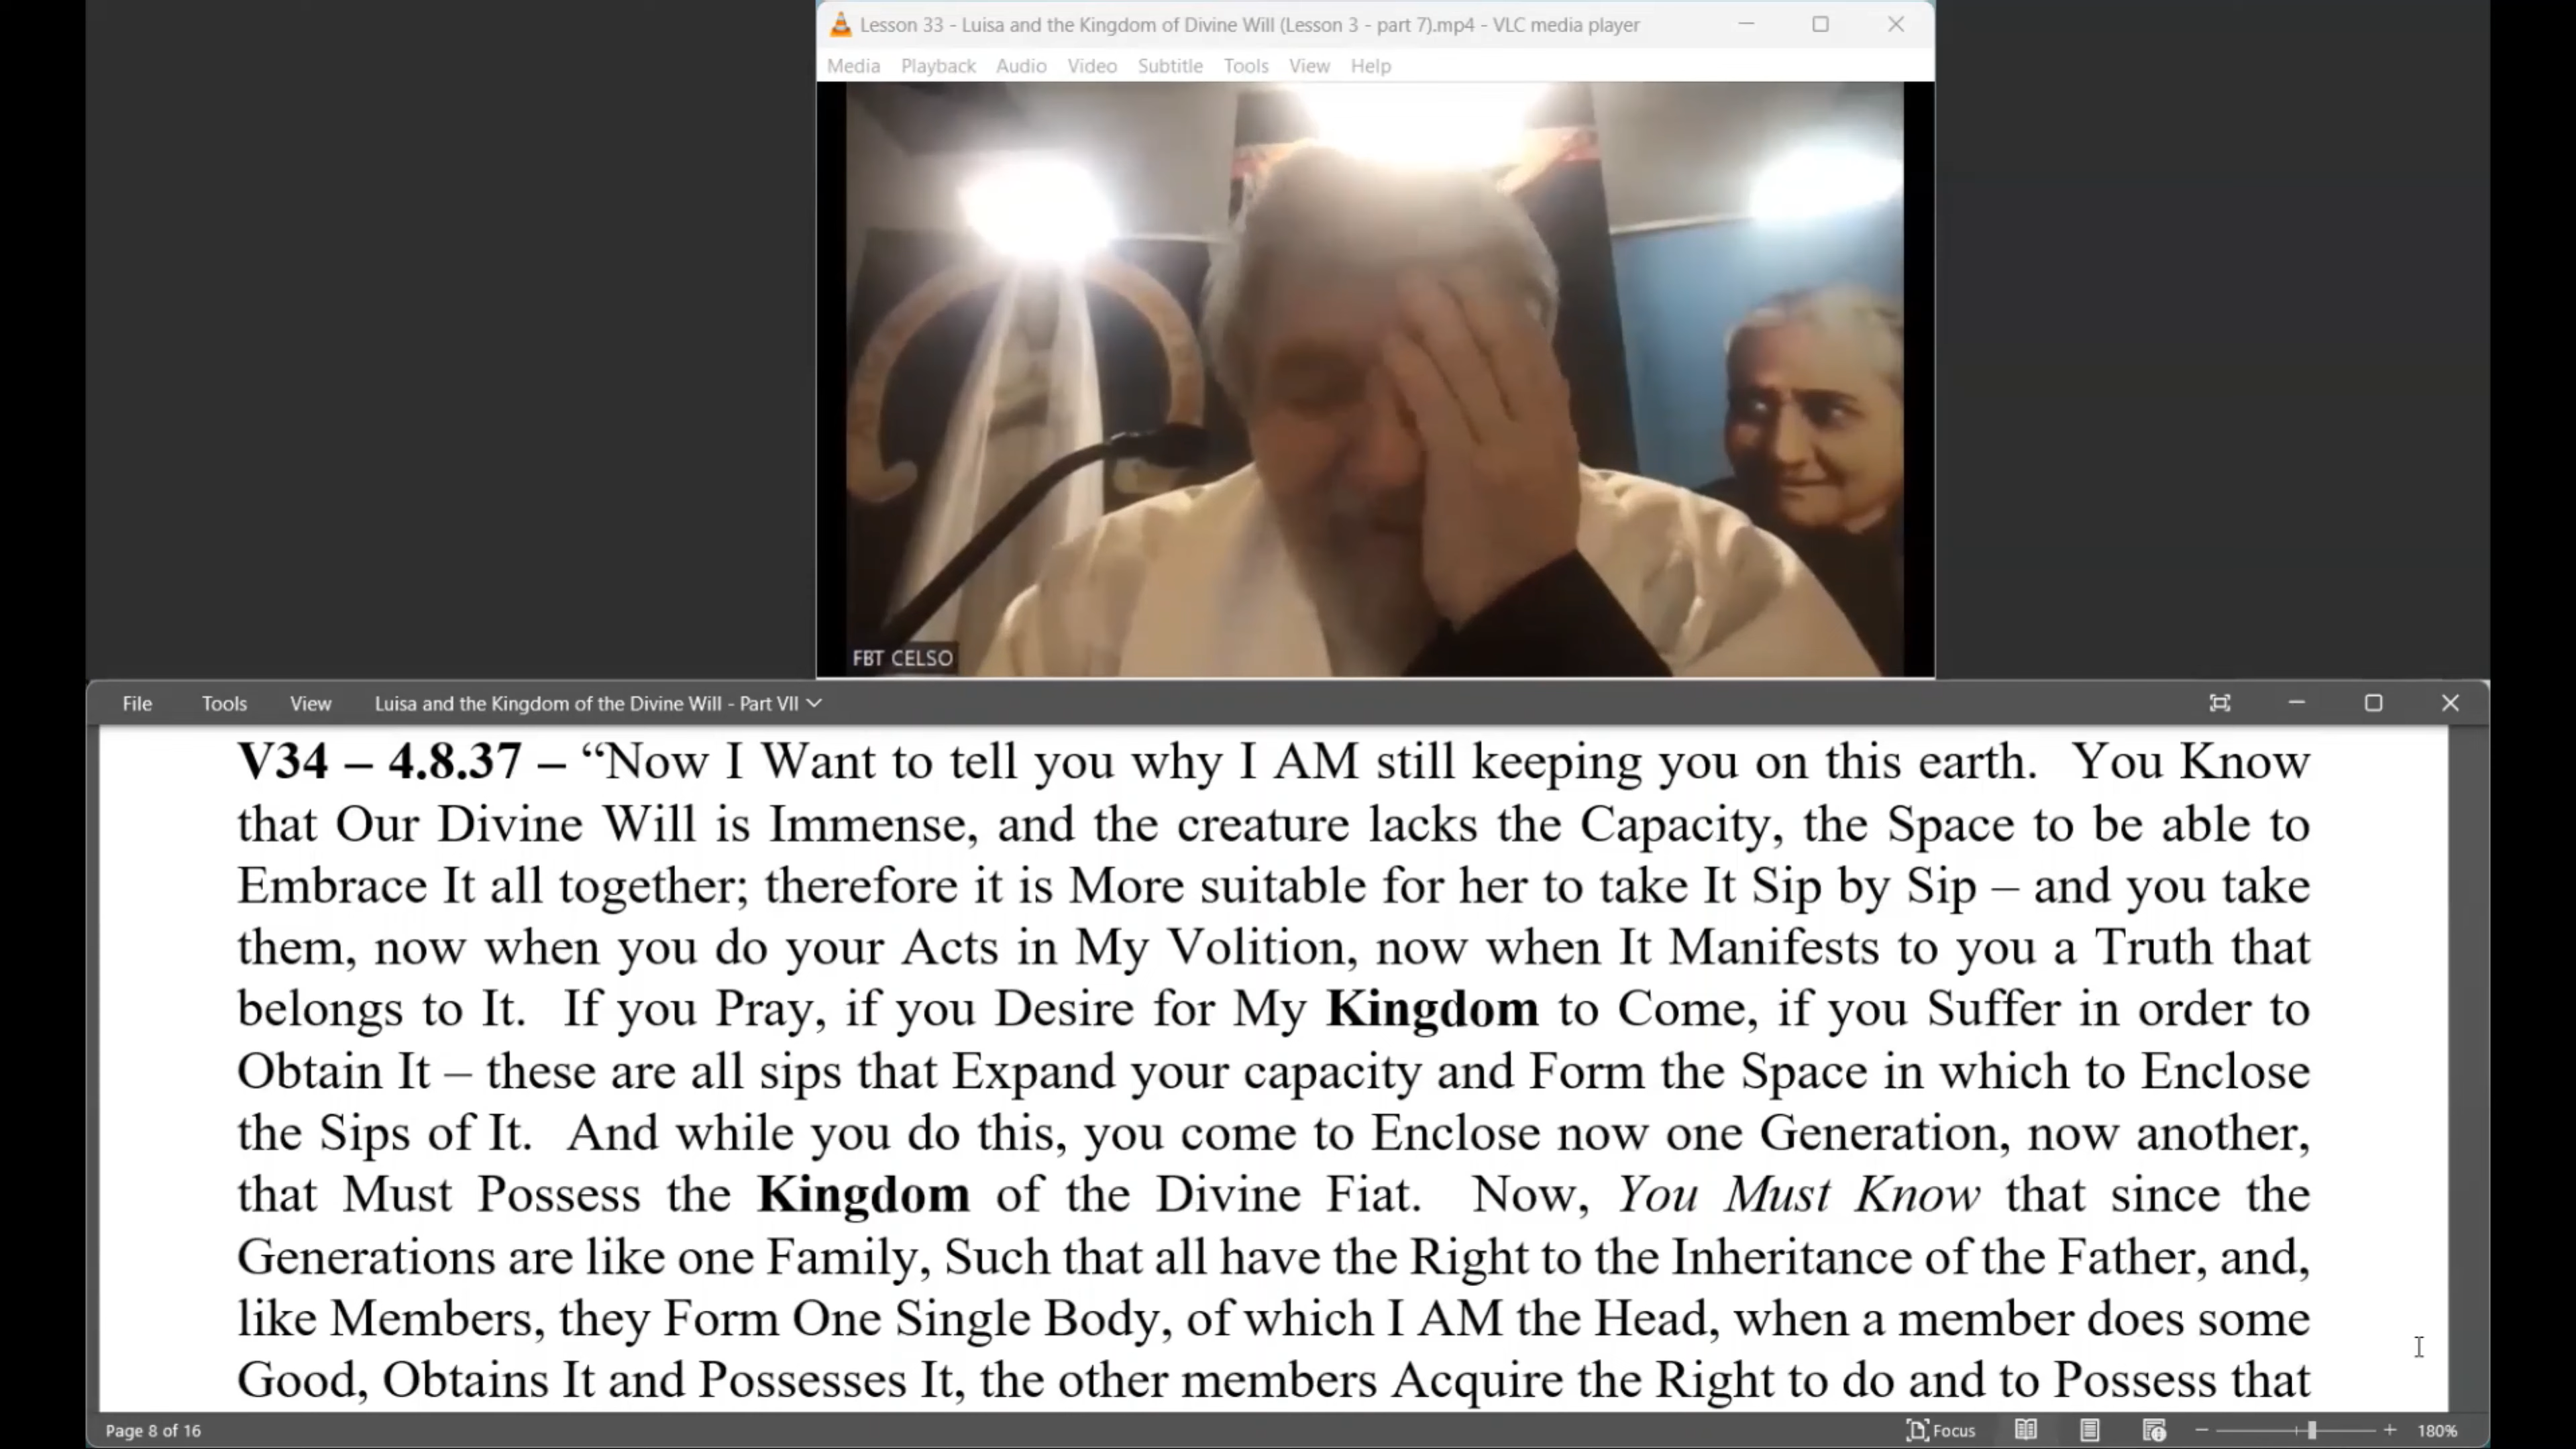 Lesson 33 - Luisa and the Kingdom of Divine Will (Lesson 3 - part 7).mp4 - VLC media player
Media Playback Audio Video Subtitle Tools View Help
FBT CELSO
File Tools View Luisa and the Kingdom of the Divine Will - Part VII
V34 – 4.8.37 – “Now I Want to tell you why I AM still keeping you on this earth. You Know
that Our Divine Will is Immense, and the creature lacks the Capacity, the Space to be able to
Embrace It all together; therefore it is More suitable for her to take It Sip by Sip – and you take
them, now when you do your Acts in My Volition, now when It Manifests to you a Truth that
belongs to It. If you Pray, if you Desire for My Kingdom to Come, if you Suffer in order to
Obtain It – these are all sips that Expand your capacity and Form the Space in which to Enclose
the Sips of It. And while you do this, you come to Enclose now one Generation, now another,
that Must Possess the Kingdom of the Divine Fiat. Now, You Must Know that since the
Generations are like one Family, Such that all have the Right to the Inheritance of the Father, and,
like Members, they Form One Single Body, of which I AM the Head, when a member does some
Good, Obtains It and Possesses It, the other members Acquire the Right to do and to Possess that
Page 8 of 16 Focus 180%